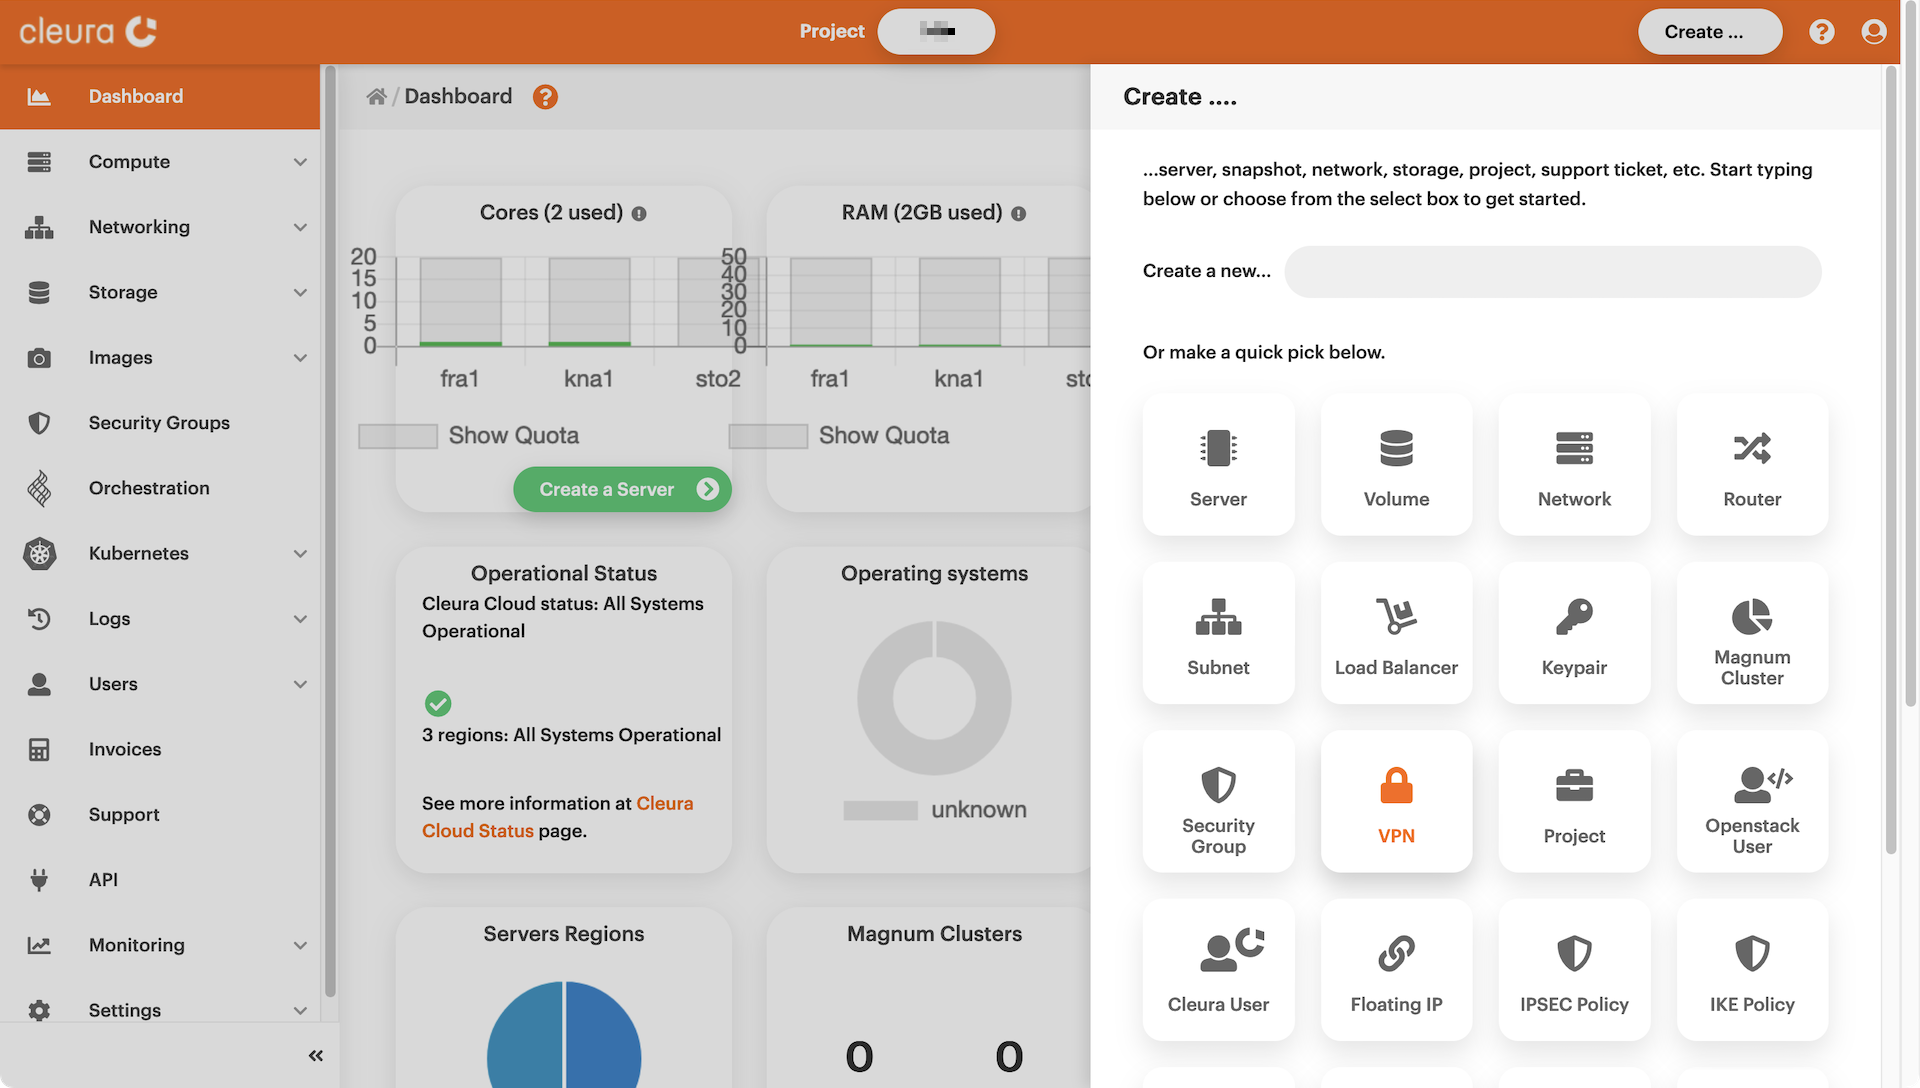 cleura
Project
Create ...
Dashboard
Compute
Networking
Storage
Images
Security Groups
Orchestration
Kubernetes
Logs
Users
Invoices
Support
API
Monitoring
Settings
/ Dashboard
Cores (2 used)
20
15
10
5
0
fra1 kna1 sto2
Show Quota
Create a Server
RAM (2GB used)
50
40
30
20
10
0
fra1 kna1 sto
Show Quota
Operational Status
Cleura Cloud status: All Systems
Operational
3 regions: All Systems Operational
See more information at Cleura
Cloud Status page.
Operating systems
unknown
Servers Regions
Magnum Clusters
0 0
Create ....
...server, snapshot, network, storage, project, support ticket, etc. Start typing
below or choose from the select box to get started.
Create a new...
Or make a quick pick below.
Server
Volume
Network
Router
Subnet
Load Balancer
Keypair
Magnum
Cluster
Security
Group
VPN
Project
Openstack
User
Cleura User
Floating IP
IPSEC Policy
IKE Policy